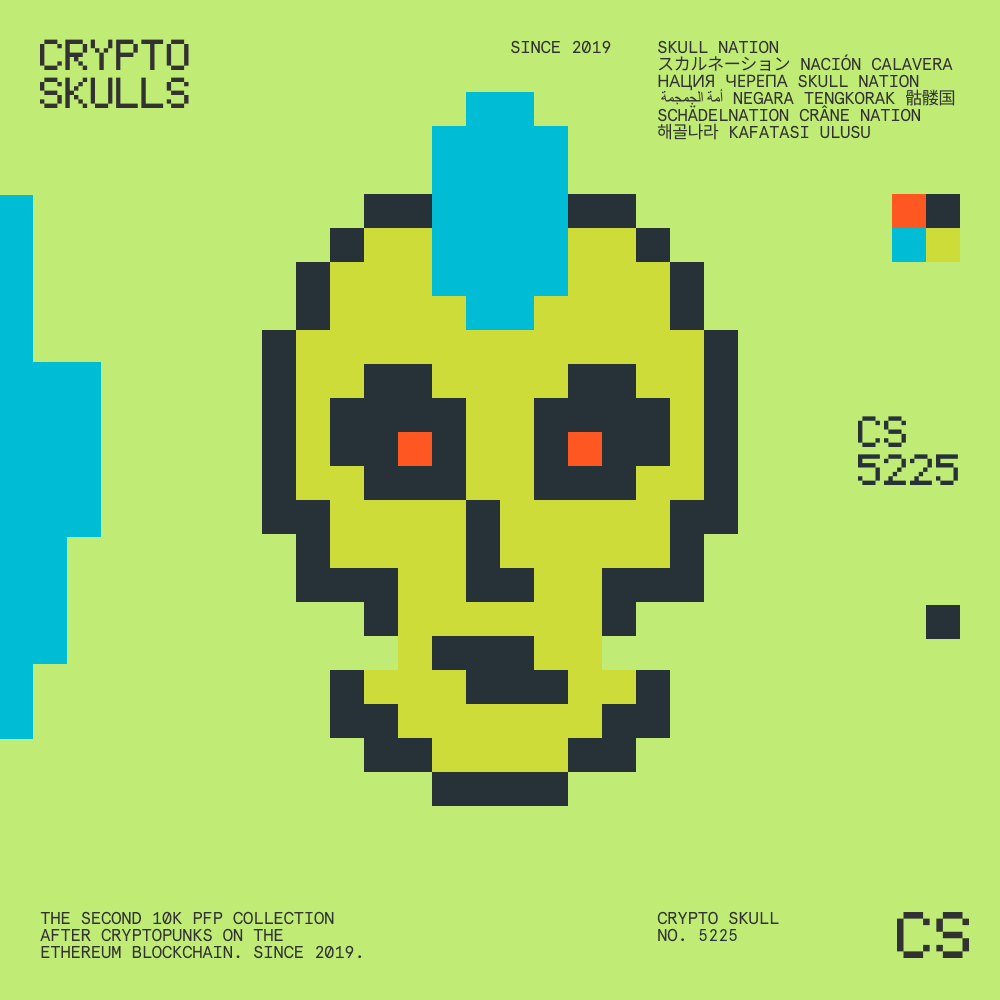 CRYPTO
SKULLS
SINCE 2019
SKULL NATION
スカルネーション NACIÓN CALAVERA
НАЦИЯ ЧЕРЕПА SKULL NATION
أمة الجمجمة NEGARA TENGKORAK 骷髅国
SCHÄDELNATION CRÂNE NATION
해골나라 KAFATASI ULUSU
CS
5225
THE SECOND 10K PFP COLLECTION
AFTER CRYPTOPUNKS ON THE
ETHEREUM BLOCKCHAIN. SINCE 2019.
CRYPTO SKULL
NO. 5225
CS